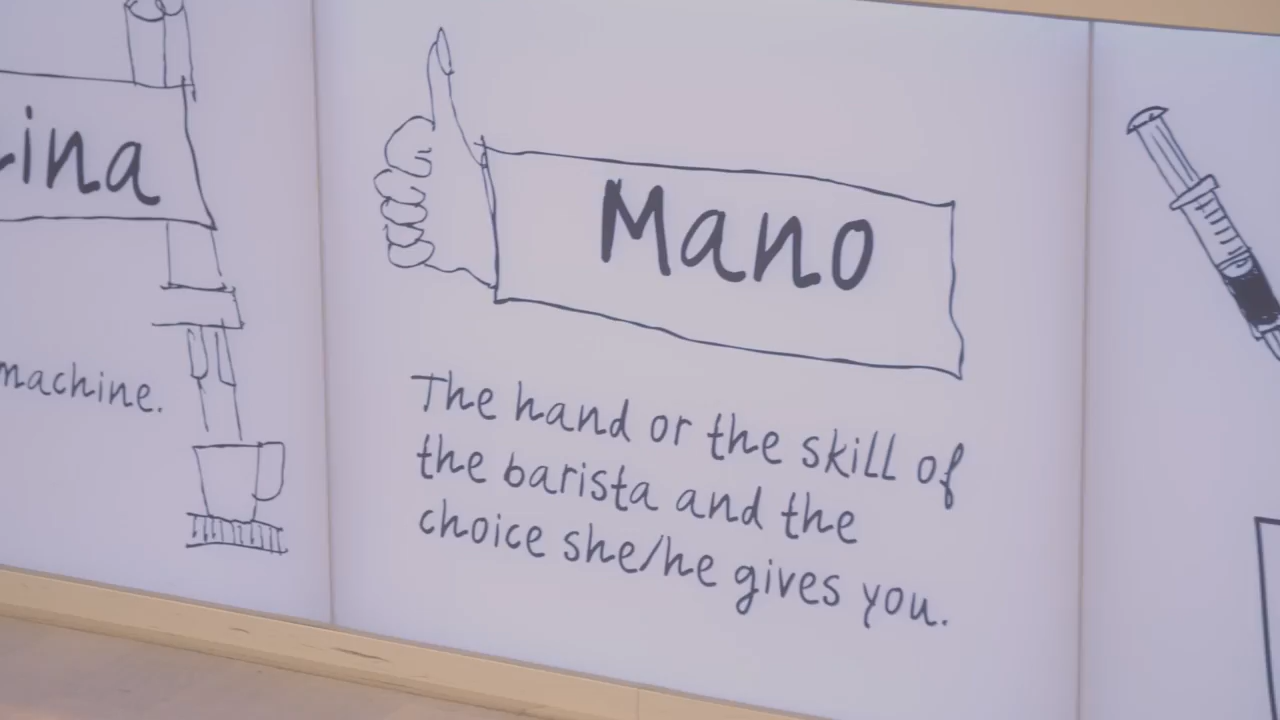 ina
machine.
Mano
The hand or the skill of
the barista and the
choice she/he gives you.